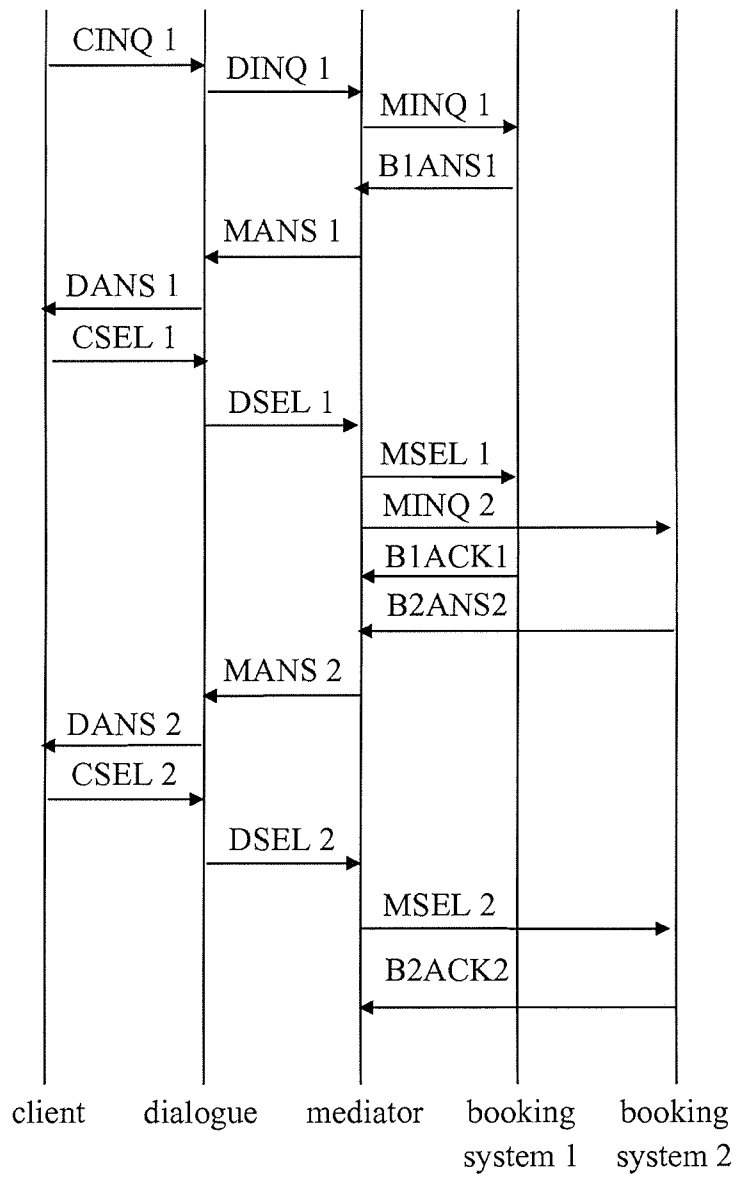 CINQ 1
DINQ 1
MINQ 1
B1ANS1
MANS 1
DANS 1
CSEL 1
DSEL 1
MSEL 1
MINQ 2
B1ACK1
B2ANS2
MANS 2
DANS 2
CSEL 2
DSEL 2
MSEL 2
B2ACK2
client dialogue mediator booking booking
system 1 system 2